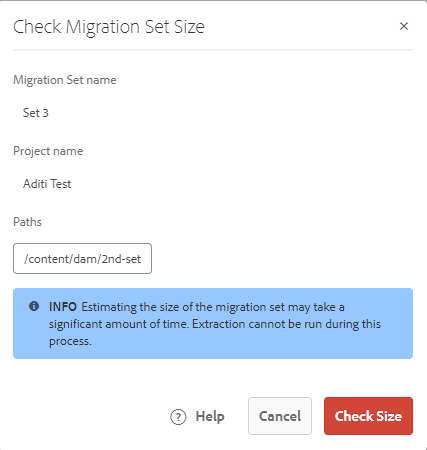 Check Migration Set Size
Migration Set name
Set 3
Project name
Aditi Test
Paths
/content/dam/2nd-set
INFO Estimating the size of the migration set may take a
significant amount of time. Extraction cannot be run during this
process.
Help Cancel Check Size